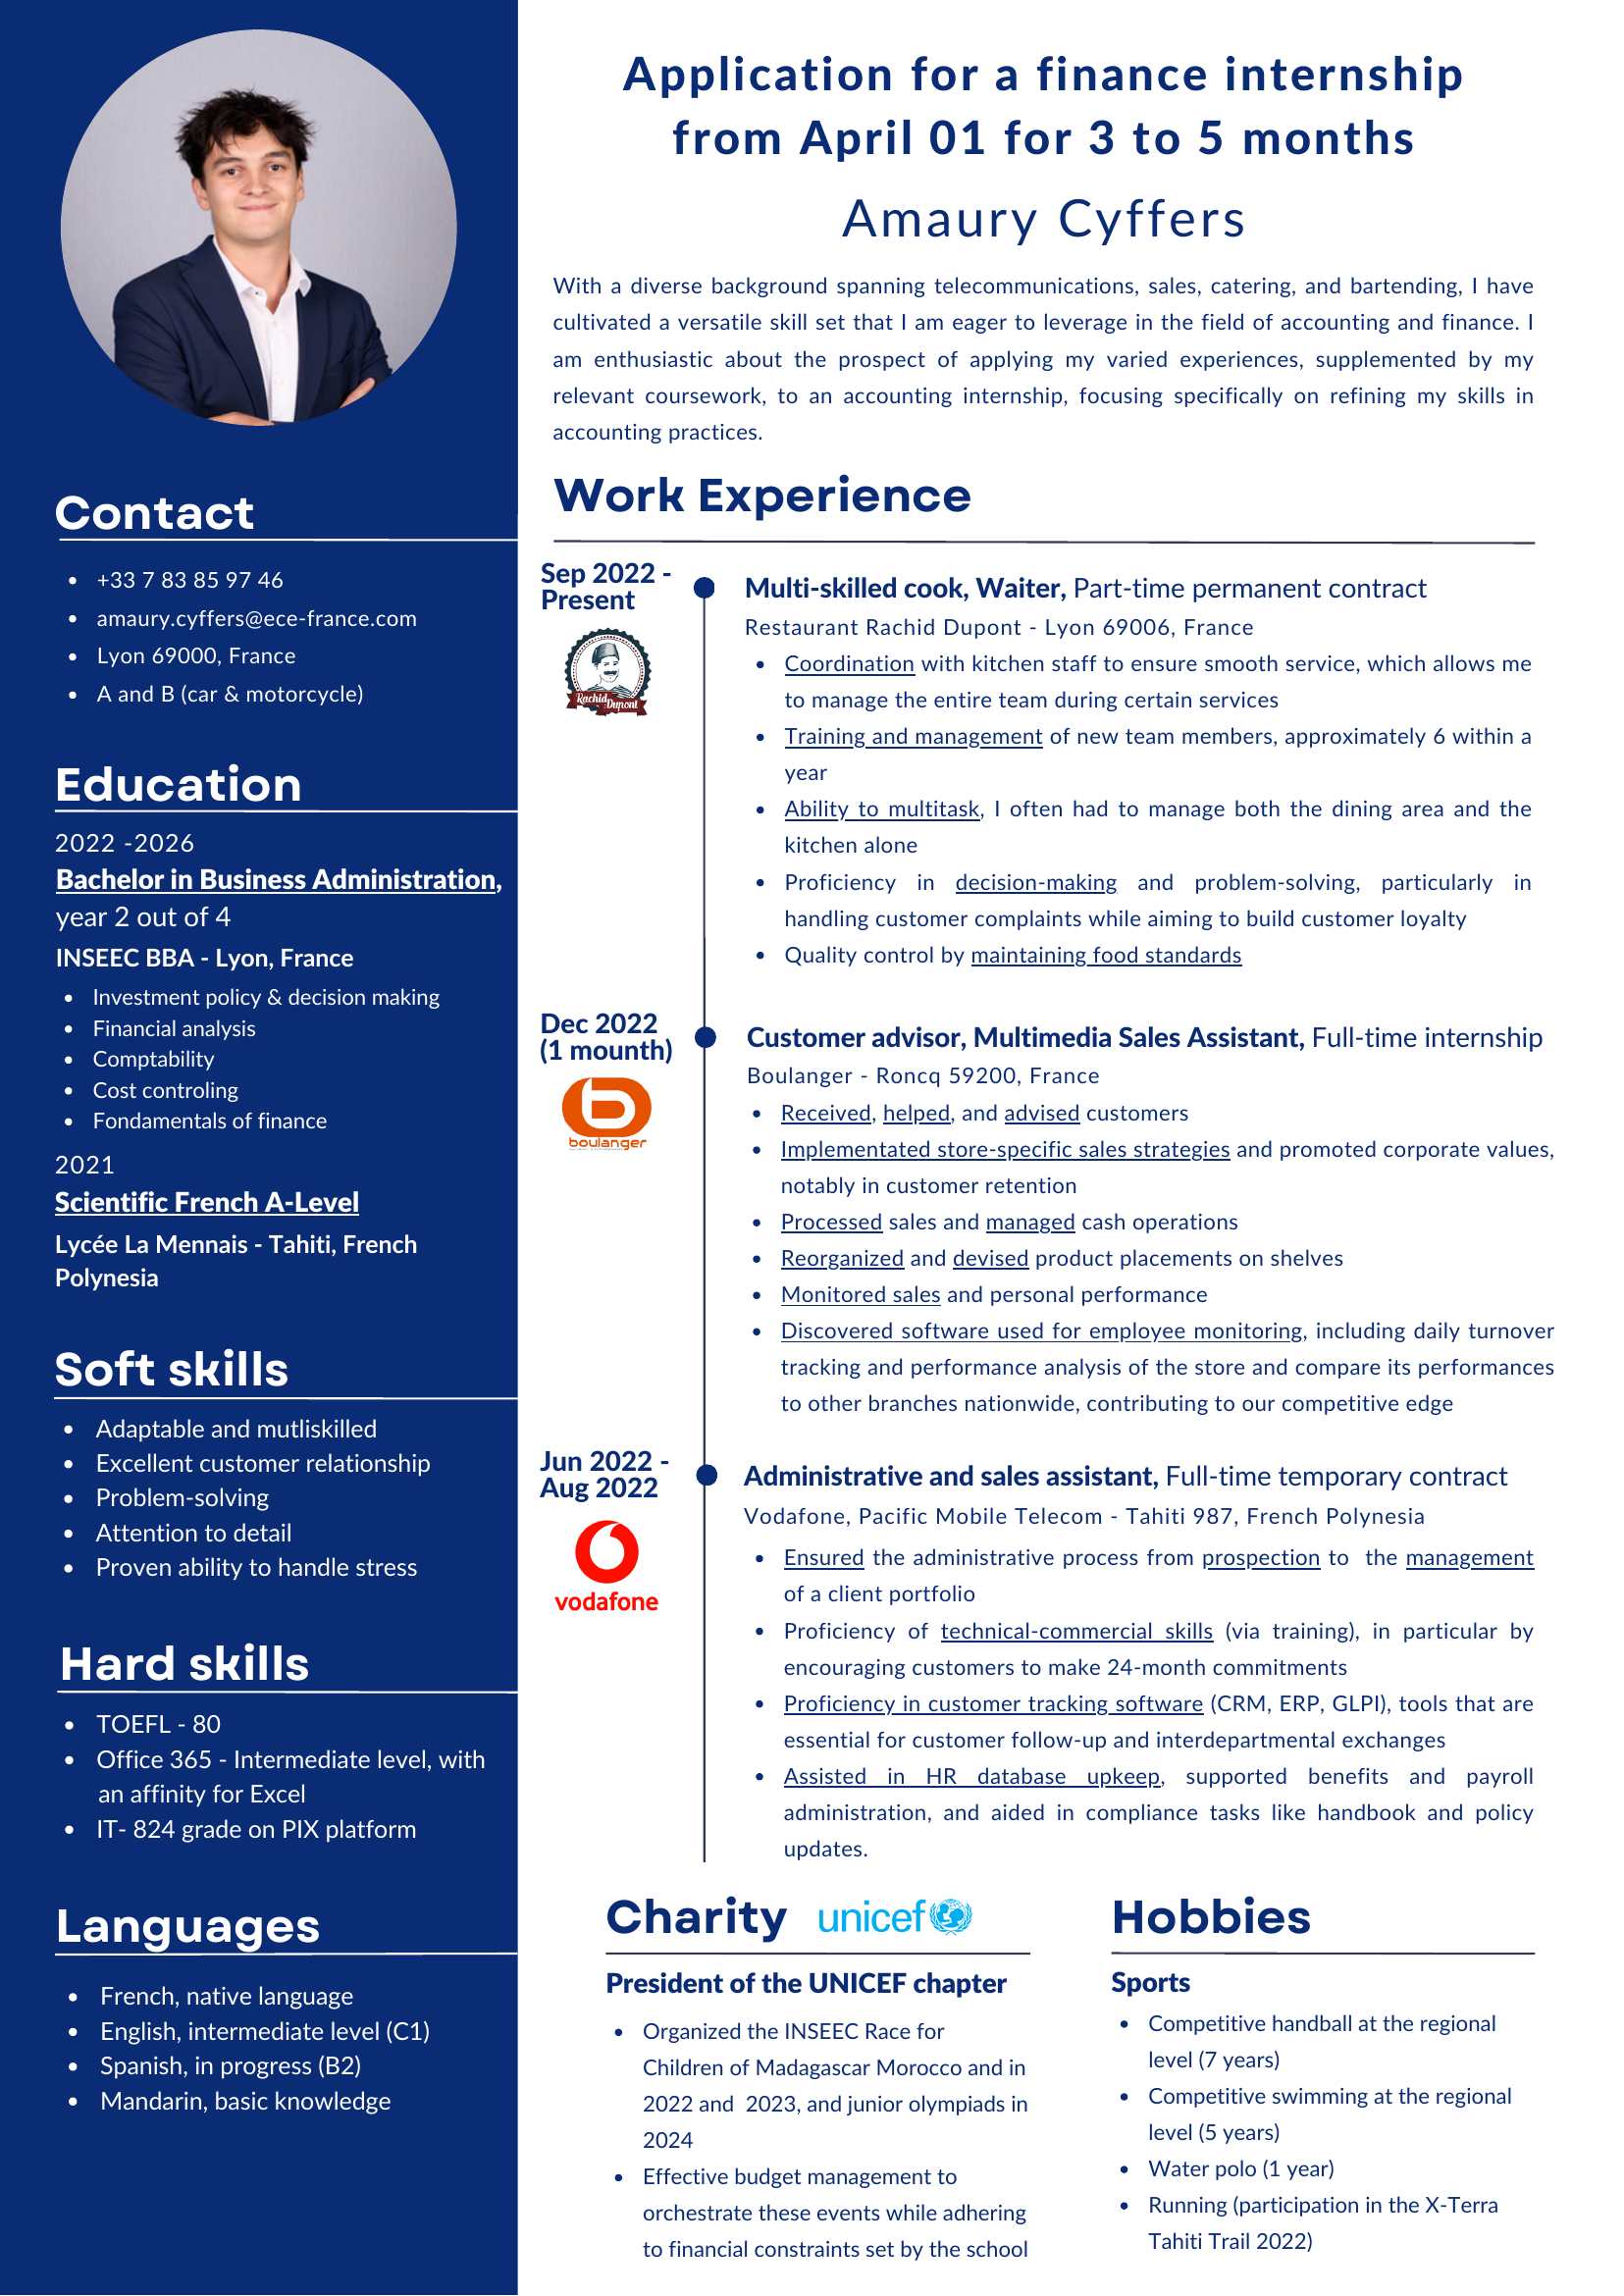 Application for a finance internship
from April 01 for 3 to 5 months
Amaury Cyffers
With a diverse background spanning telecommunications, sales, catering, and bartending, I have
cultivated a versatile skill set that I am eager to leverage in the field of accounting and finance. I
am enthusiastic about the prospect of applying my varied experiences, supplemented by my
relevant coursework, to an accounting internship, focusing specifically on refining my skills in
accounting practices.
Contact
• +33 7 83 85 97 46
• amaury.cyffers@ece-france.com
• Lyon 69000, France
• A and B (car & motorcycle)
Education
2022 -2026
Bachelor in Business Administration,
year 2 out of 4
INSEEC BBA - Lyon, France
• Investment policy & decision making
• Financial analysis
• Comptability
• Cost controling
• Fondamentals of finance
2021
Scientific French A-Level
Lycée La Mennais - Tahiti, French
Polynesia
Soft skills
• Adaptable and mutliskilled
• Excellent customer relationship
• Problem-solving
• Attention to detail
• Proven ability to handle stress
Hard skills
• TOEFL - 80
• Office 365 - Intermediate level, with
an affinity for Excel
• IT- 824 grade on PIX platform
Languages
• French, native language
• English, intermediate level (C1)
• Spanish, in progress (B2)
• Mandarin, basic knowledge
Work Experience
Sep 2022 -
Present
Rachid Dupont
Multi-skilled cook, Waiter, Part-time permanent contract
Restaurant Rachid Dupont - Lyon 69006, France
• Coordination with kitchen staff to ensure smooth service, which allows me
to manage the entire team during certain services
• Training and management of new team members, approximately 6 within a
year
• Ability to multitask, I often had to manage both the dining area and the
kitchen alone
• Proficiency in decision-making and problem-solving, particularly in
handling customer complaints while aiming to build customer loyalty
• Quality control by maintaining food standards
Dec 2022
(1 mounth)
boulanger
Customer advisor, Multimedia Sales Assistant, Full-time internship
Boulanger - Roncq 59200, France
• Received, helped, and advised customers
• Implementated store-specific sales strategies and promoted corporate values,
notably in customer retention
• Processed sales and managed cash operations
• Reorganized and devised product placements on shelves
• Monitored sales and personal performance
• Discovered software used for employee monitoring, including daily turnover
tracking and performance analysis of the store and compare its performances
to other branches nationwide, contributing to our competitive edge
Jun 2022 -
Aug 2022
vodafone
Administrative and sales assistant, Full-time temporary contract
Vodafone, Pacific Mobile Telecom - Tahiti 987, French Polynesia
• Ensured the administrative process from prospection to the management
of a client portfolio
• Proficiency of technical-commercial skills (via training), in particular by
encouraging customers to make 24-month commitments
• Proficiency in customer tracking software (CRM, ERP, GLPI), tools that are
essential for customer follow-up and interdepartmental exchanges
• Assisted in HR database upkeep, supported benefits and payroll
administration, and aided in compliance tasks like handbook and policy
updates.
Charity unicef
President of the UNICEF chapter
• Organized the INSEEC Race for
Children of Madagascar Morocco and in
2022 and 2023, and junior olympiads in
2024
• Effective budget management to
orchestrate these events while adhering
to financial constraints set by the school
Hobbies
Sports
• Competitive handball at the regional
level (7 years)
• Competitive swimming at the regional
level (5 years)
• Water polo (1 year)
• Running (participation in the X-Terra
Tahiti Trail 2022)